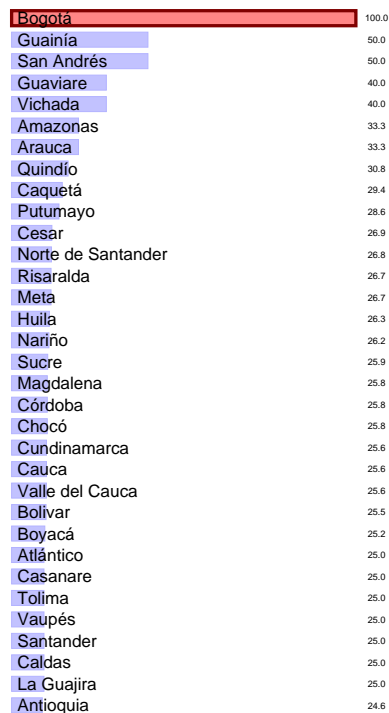 Bogotá 100.0
Guainía 50.0
San Andrés 50.0
Guaviare 40.0
Vichada 40.0
Amazonas 33.3
Arauca 33.3
Quindío 30.8
Caquetá 29.4
Putumayo 28.6
Cesar 26.9
Norte de Santander 26.8
Risaralda 26.7
Meta 26.7
Huila 26.3
Nariño 26.2
Sucre 25.9
Magdalena 25.8
Córdoba 25.8
Chocó 25.8
Cundinamarca 25.6
Cauca 25.6
Valle del Cauca 25.6
Bolivar 25.5
Boyacá 25.2
Atlántico 25.0
Casanare 25.0
Tolima 25.0
Vaupés 25.0
Santander 25.0
Caldas 25.0
La Guajira 25.0
Antioquia 24.6